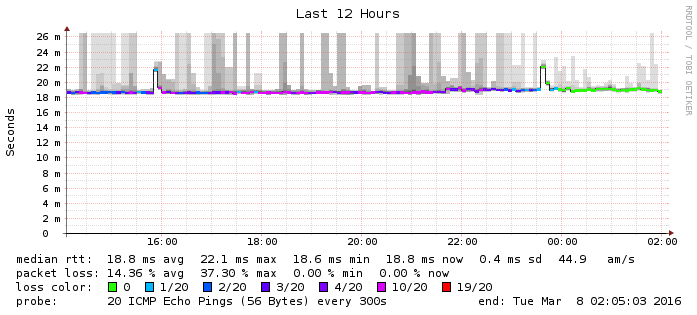 Last 12 Hours
RRDTOOL / TOBI OETIKER
Seconds
26 m
24 m
22 m
20 m
18 m
16 m
14 m
12 m
10 m
8 m
6 m
4 m
2 m
0
16:00 18:00 20:00 22:00 00:00 02:00
median rtt: 18.8 ms avg 22.1 ms max 18.6 ms min 18.8 ms now 0.4 ms sd 44.9 am/s
packet loss: 14.36 % avg 37.30 % max 0.00 % min 0.00 % now
loss color: 0 1/20 2/20 3/20 4/20 10/20 19/20
probe: 20 ICMP Echo Pings (56 Bytes) every 300s end: Tue Mar 8 02:05:03 2016